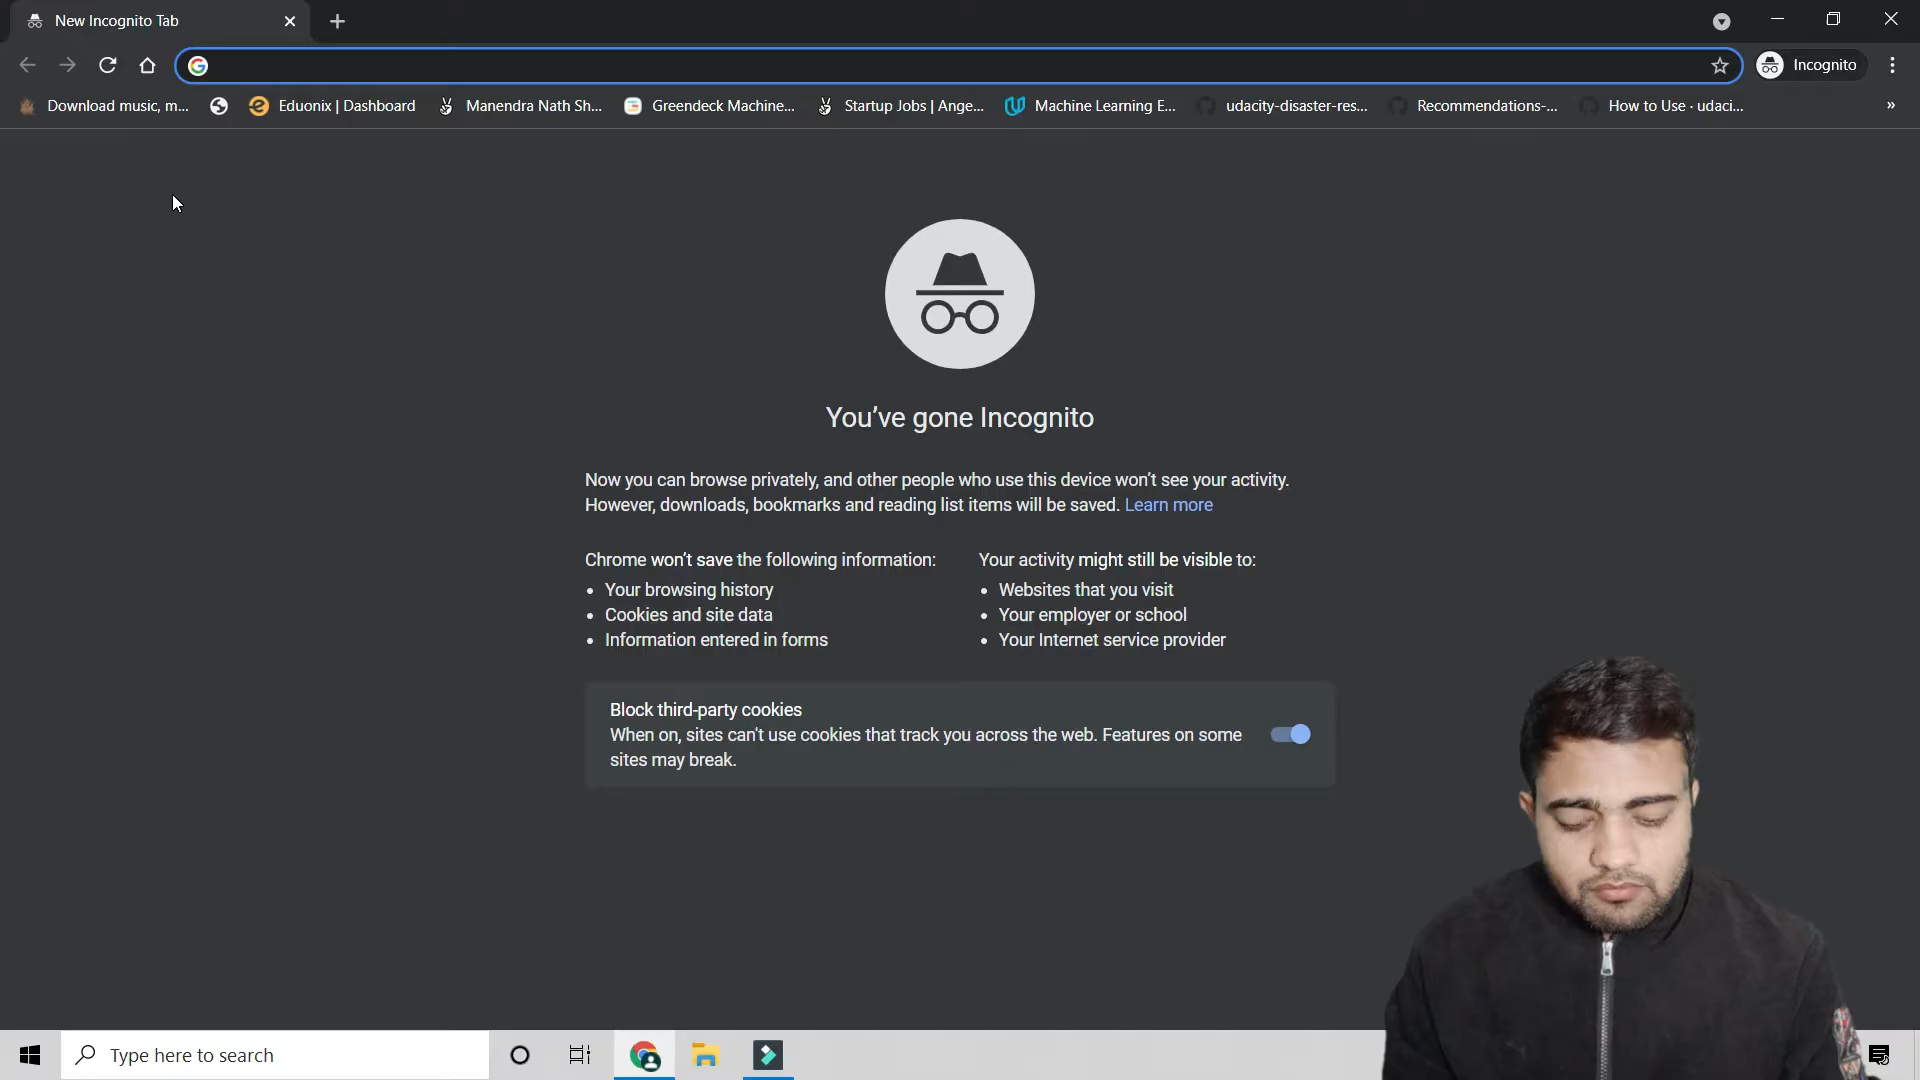 New Incognito Tab
Incognito
Download music, m...
Eduonix | Dashboard
Manendra Nath Sh...
Greendeck Machine...
Startup Jobs | Ange...
Machine Learning E...
udacity-disaster-res...
Recommendations-...
How to Use · udaci...
»
You've gone Incognito
Now you can browse privately, and other people who use this device won't see your activity.
However, downloads, bookmarks and reading list items will be saved. Learn more
Chrome won't save the following information:
• Your browsing history
• Cookies and site data
• Information entered in forms
Your activity might still be visible to:
• Websites that you visit
• Your employer or school
• Your Internet service provider
Block third-party cookies
When on, sites can't use cookies that track you across the web. Features on some
sites may break.
Type here to search